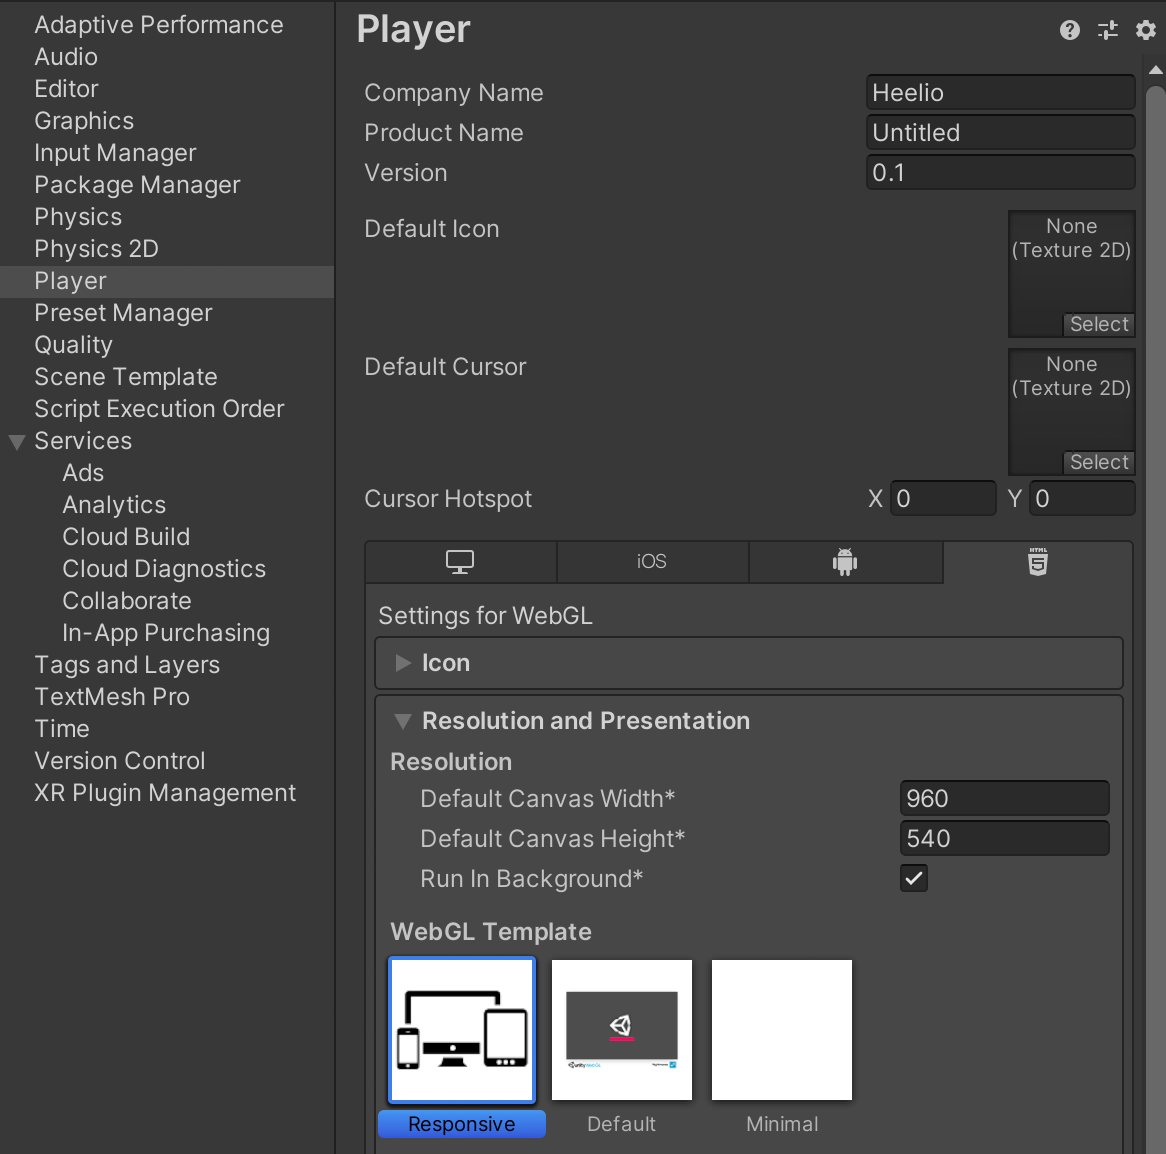 Adaptive Performance
Audio
Editor
Graphics
Input Manager
Package Manager
Physics
Physics 2D
Player
Preset Manager
Quality
Scene Template
Script Execution Order
Services
Ads
Analytics
Cloud Build
Cloud Diagnostics
Collaborate
In-App Purchasing
Tags and Layers
TextMesh Pro
Time
Version Control
XR Plugin Management
Player
Company Name Heelio
Product Name Untitled
Version 0.1
Default Icon
None
(Texture 2D)
Select
Default Cursor
None
(Texture 2D)
Select
Cursor Hotspot X 0 Y 0
iOS HTML 5
Settings for WebGL
Icon
Resolution and Presentation
Resolution
Default Canvas Width* 960
Default Canvas Height* 540
Run In Background*
WebGL Template
unity WebGL
Responsive Default Minimal